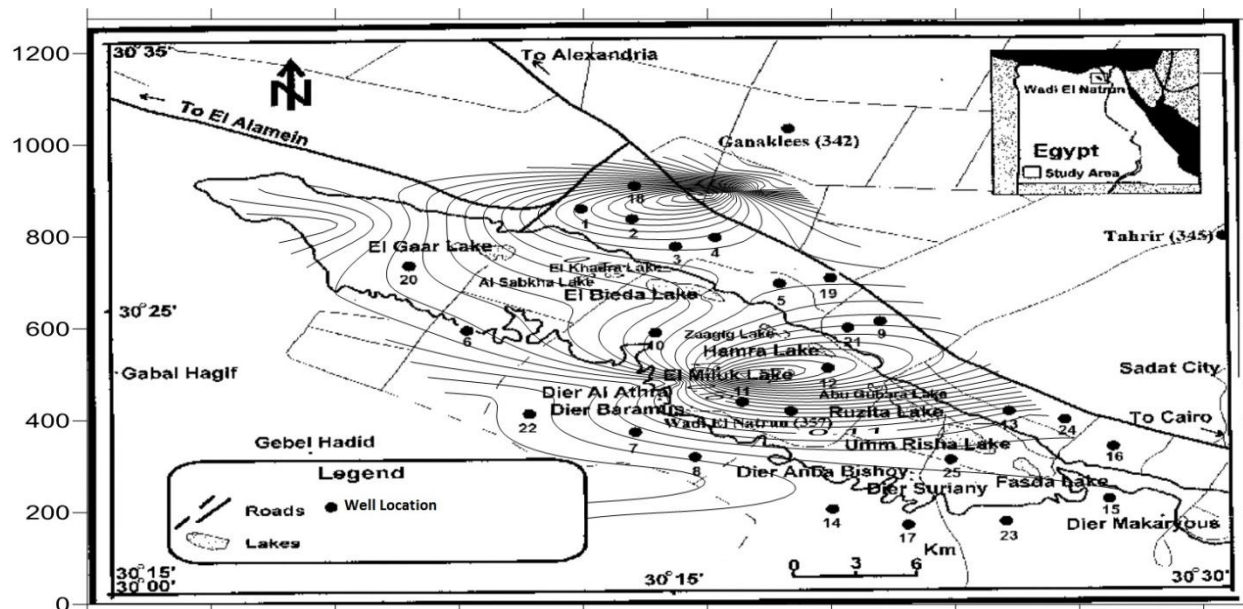 1200
1000
800
600
400
200
0
30°35'
To Alexandria
N
To El Alamein
Wadi El Natrun
Ganaklees (342)
Egypt
Study Area
18
1
2
3
4
Tahrir (345)
El Gaar Lake
20
El Khadra Lake
Al Sabkha Lake
El Bieda Lake
5
19
30°25'
6
10
Zaagig Lake
21
9
Hamra Lake
Gabal Hagif
El Miluk Lake
12
Sadat City
Dier Al Athral
11
Abu Gubara Lake
Dier Baramus
Ruzita Lake
13
To Cairo
22
Wadi El Natrun (357)
24
Gebel Hadid
7
Umm Risha Lake
16
8
Dier Anba Bishoy
25
Fasda Lake
Legend
Dier Suriany
Roads
Well Location
15
14
17
23
Dier Makaryous
Lakes
Km
0 3 6
30°15'
30°00'
30°15'
30°30'